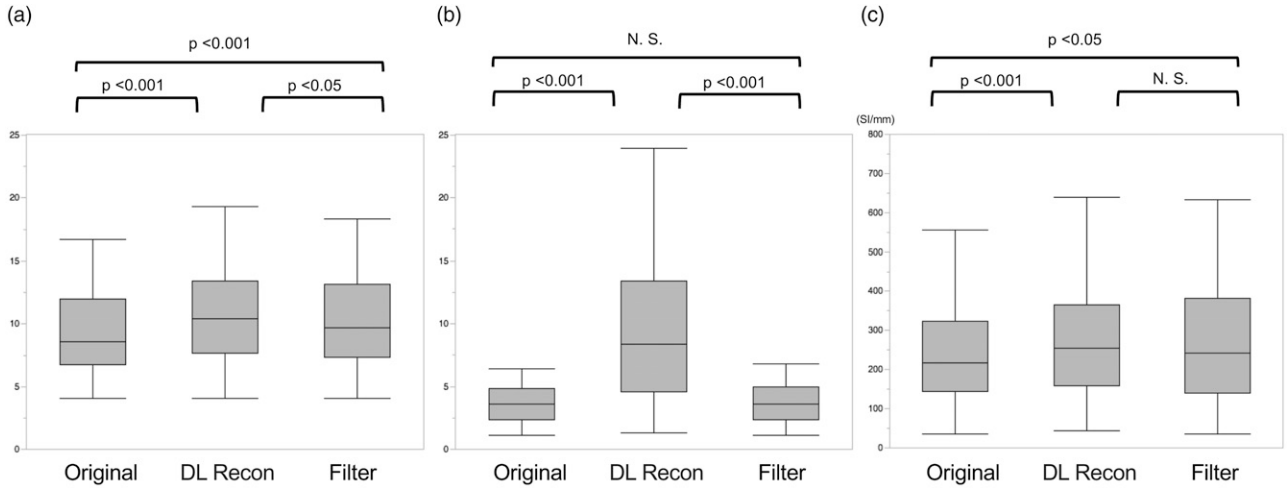 (a)
p <0.001
p <0.001 p <0.05
25
20
15
10
5
0
Original DL Recon Filter
(b)
N. S.
p <0.001 p <0.001
25
20
15
10
5
0
Original DL Recon Filter
(c)
p <0.05
p <0.001 N. S.
(SI/mm)
800
700
600
500
400
300
200
100
0
Original DL Recon Filter